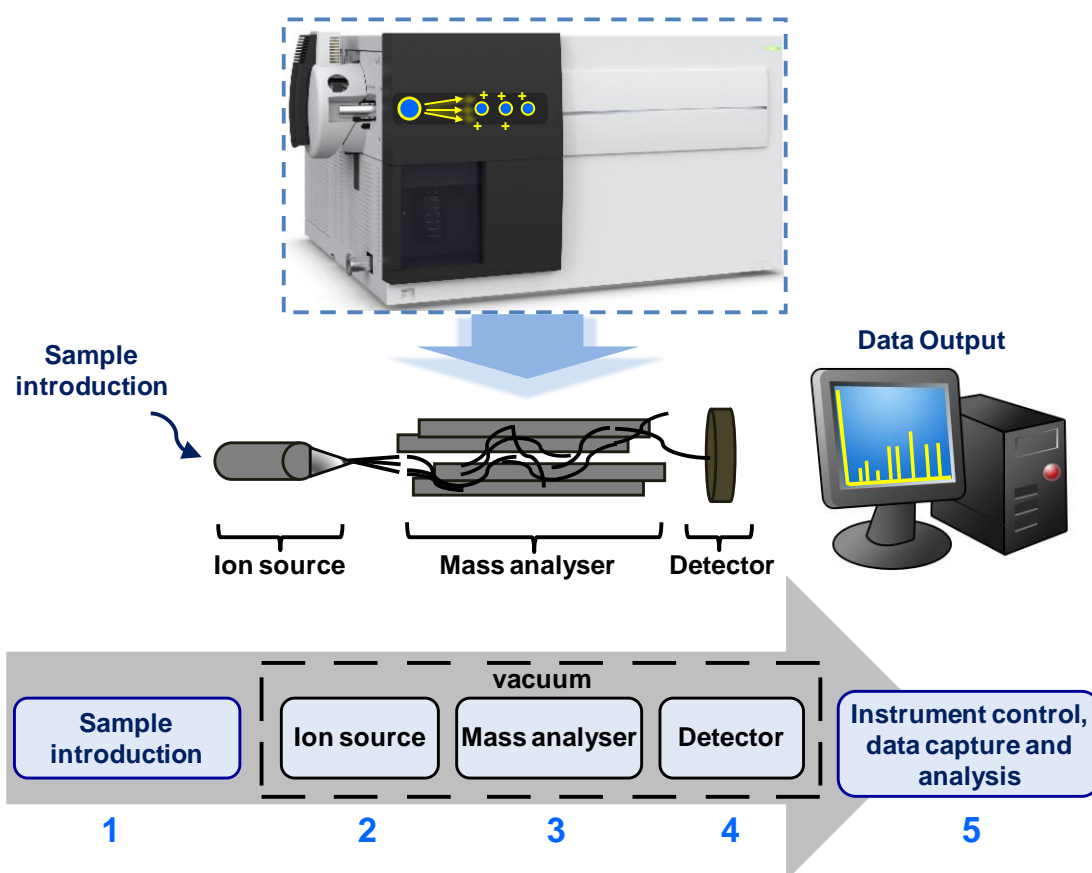 + + +
+ +
Data Output
Sample
introduction
Ion source
Mass analyser
Detector
vacuum
Sample
introduction
Ion source
Mass analyser
Detector
Instrument control,
data capture and
analysis
1
2
3
4
5